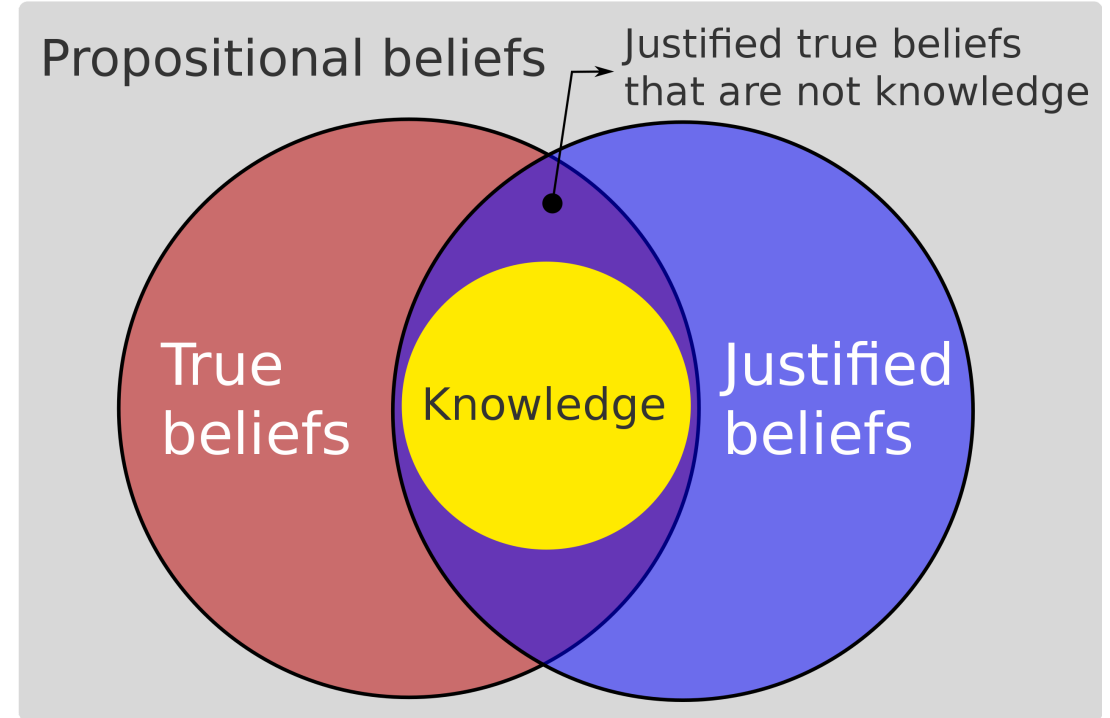 Propositional beliefs
Justified true beliefs
that are not knowledge
True
beliefs
Knowledge
Justified
beliefs